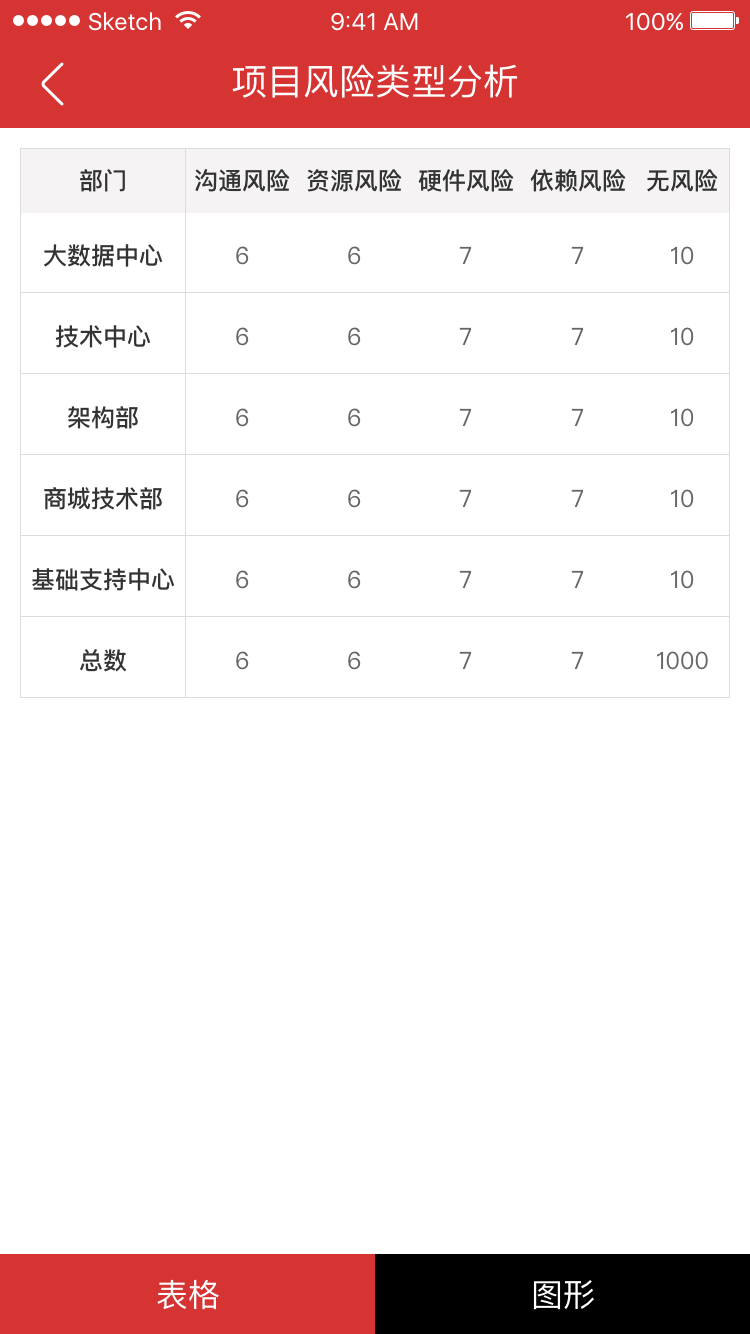 Sketch 9:41 AM 100%
项目风险类型分析
部门 沟通风险 资源风险 硬件风险 依赖风险 无风险
大数据中心 6 6 7 7 10
技术中心 6 6 7 7 10
架构部 6 6 7 7 10
商城技术部 6 6 7 7 10
基础支持中心 6 6 7 7 10
总数 6 6 7 7 1000
表格 图形